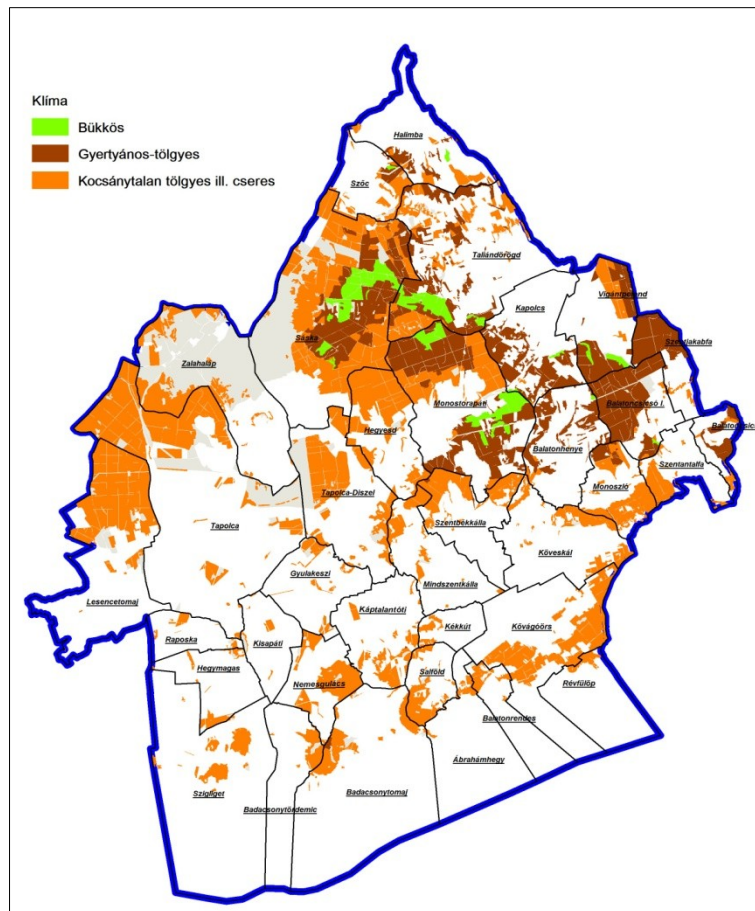 Klíma
Bükkös
Gyertyános-tölgyes
Kocsánytalan tölgyes ill. cseres
Halimba
Szőc
Taliándörögd
Kapolcs
Vigántpetend
Sáska
Szentjakabfa
Zalahaláp
Monostorapáti
Balatoncsicsó I.
Hegyesd
Balatonhenye
Szentantalfa
Monoszló
Tapolca-Diszel
Tapolca
Szentbékkálla
Köveskál
Gyulakeszi
Mindszentkálla
Lesencetomaj
Káptalantóti
Raposka
Kisapáti
Kékkút
Kővágóörs
Hegymagas
Nemesgulács
Salföld
Révfülöp
Balatonrendes
Ábrahámhegy
Szigliget
Badacsonytomaj
Badacsonytördemic